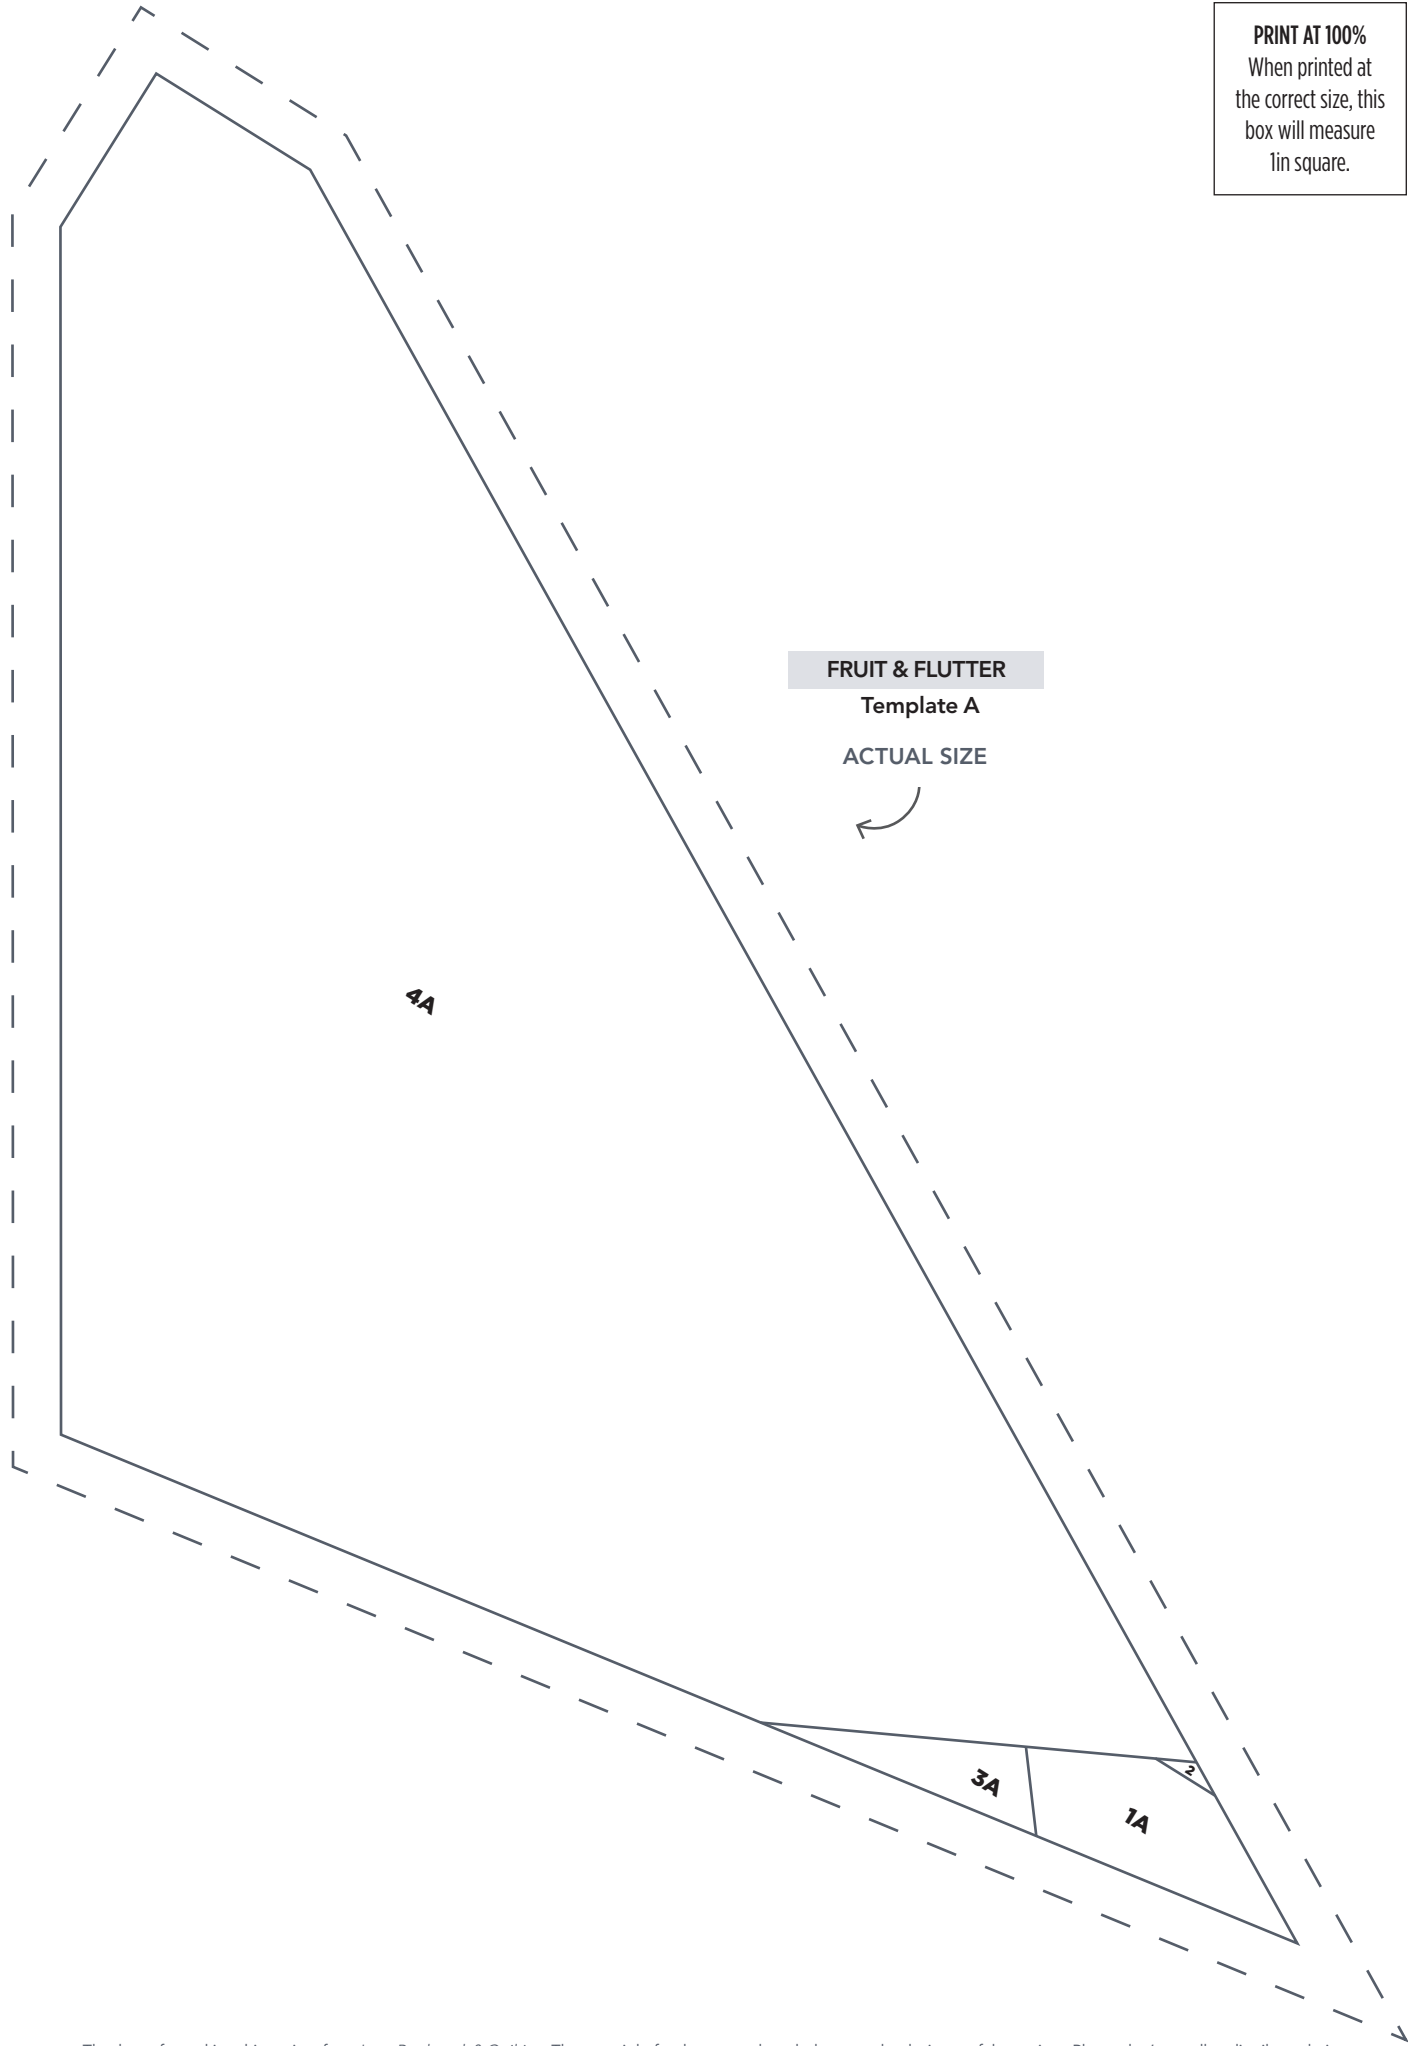 PRINT AT 100%
When printed at
the correct size, this
box will measure
1in square.
FRUIT & FLUTTER
Template A
ACTUAL SIZE
4A
3A
2
1A